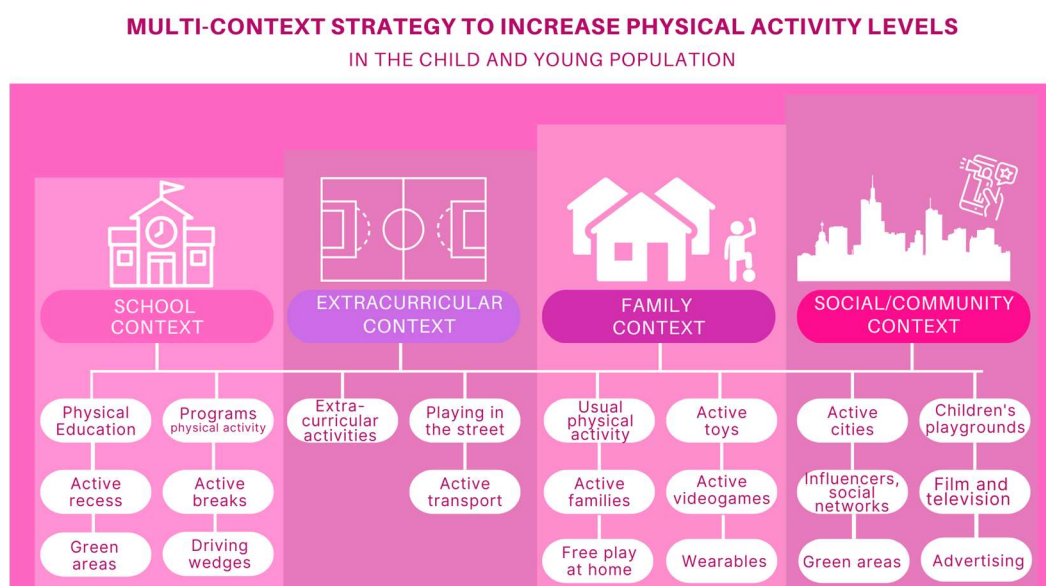 MULTI-CONTEXT STRATEGY TO INCREASE PHYSICAL ACTIVITY LEVELS
IN THE CHILD AND YOUNG POPULATION
SCHOOL
CONTEXT
EXTRACURRICULAR
CONTEXT
FAMILY
CONTEXT
SOCIAL/COMMUNITY
CONTEXT
Physical
Education
Programs
physical activity
Extra-
curricular
activities
Playing in
the street
Usual
physical
activity
Active
toys
Active
cities
Children's
playgrounds
Active
recess
Active
breaks
Active
transport
Active
families
Active
videogames
Influencers,
social
networks
Film and
television
Green
areas
Driving
wedges
Free play
at home
Wearables
Green areas
Advertising